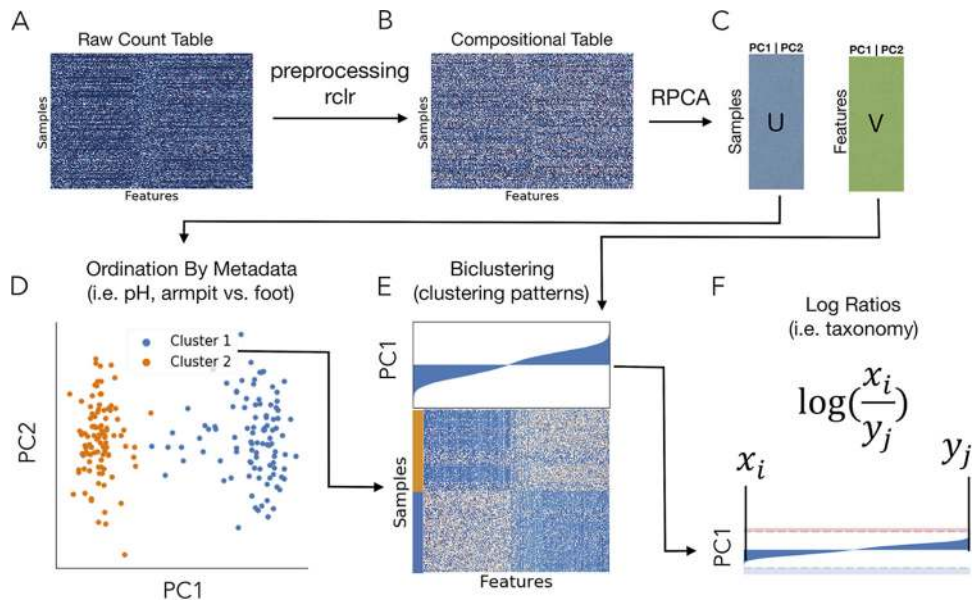 A
Raw Count Table
Samples
Features
preprocessing
rclr
B
Compositional Table
Samples
Features
RPCA
C
PC1 | PC2
Samples
U
PC1 | PC2
Features
V
D
Ordination By Metadata
(i.e. pH, armpit vs. foot)
Cluster 1
Cluster 2
PC2
PC1
E
Biclustering
(clustering patterns)
PC1
Samples
Features
F
Log Ratios
(i.e. taxonomy)
log(x_i/y_j)
x_i
y_j
PC1